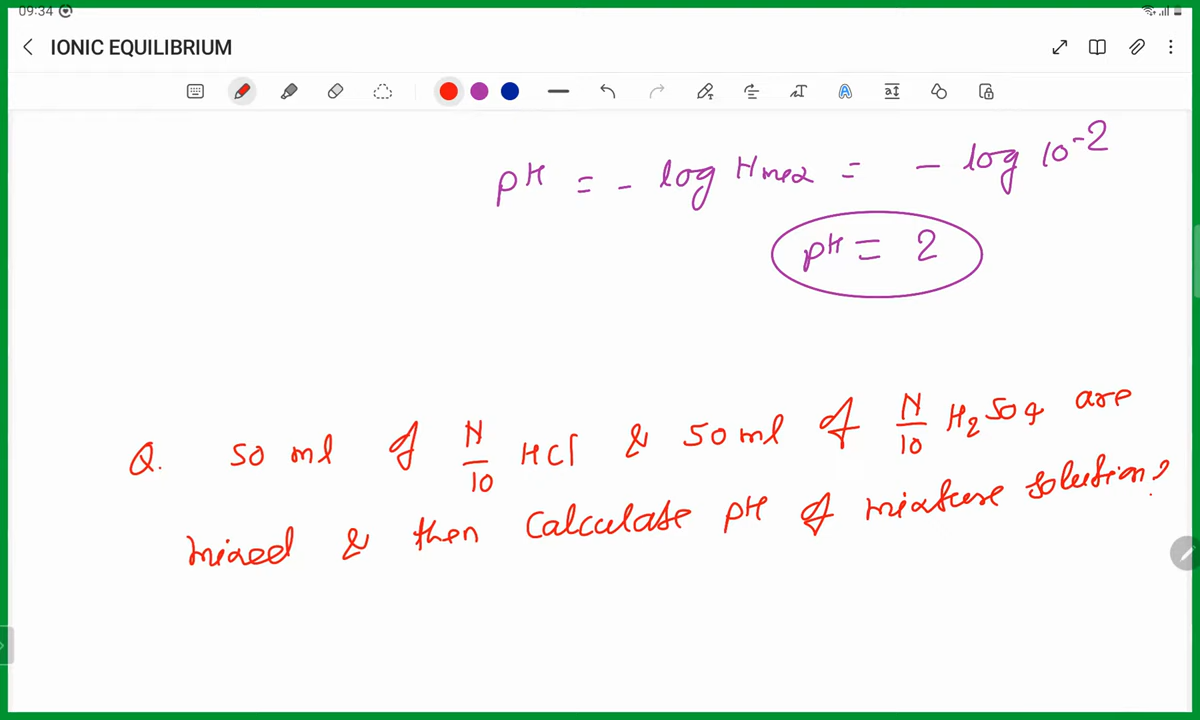 09:34
IONIC EQUILIBRIUM
pH = - log Hmix = - log 10⁻²
pH = 2
Q. 50 ml of N/10 HCl & 50 ml of N/10 H₂SO₄ are
mixed & then Calculate pH of mixture solution?